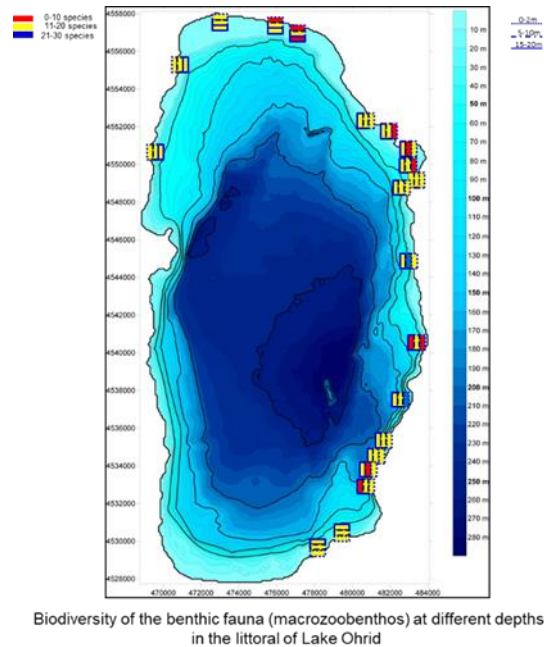 0-10 species
11-20 species
21-30 species
0-2m
5-10m
15-20m
4558000
4556000
4554000
4552000
4550000
4548000
4546000
4544000
4542000
4540000
4538000
4536000
4534000
4532000
4530000
4528000
470000 472000 474000 476000 478000 480000 482000 484000
10 m
20 m
30 m
40 m
50 m
60 m
70 m
80 m
90 m
100 m
110 m
120 m
130 m
140 m
150 m
160 m
170 m
180 m
190 m
200 m
210 m
220 m
230 m
240 m
250 m
260 m
270 m
280 m
Biodiversity of the benthic fauna (macrozoobenthos) at different depths
in the littoral of Lake Ohrid